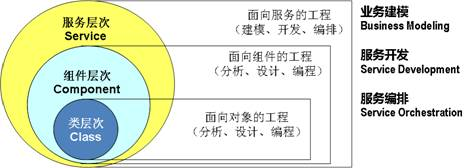 服务层次
Service
组件层次
Component
类层次
Class
面向服务的工程
（建模、开发、编排）
面向组件的工程
（分析、设计、编程）
面向对象的工程
（分析、设计、编程）
业务建模
Business Modeling
服务开发
Service Development
服务编排
Service Orchestration